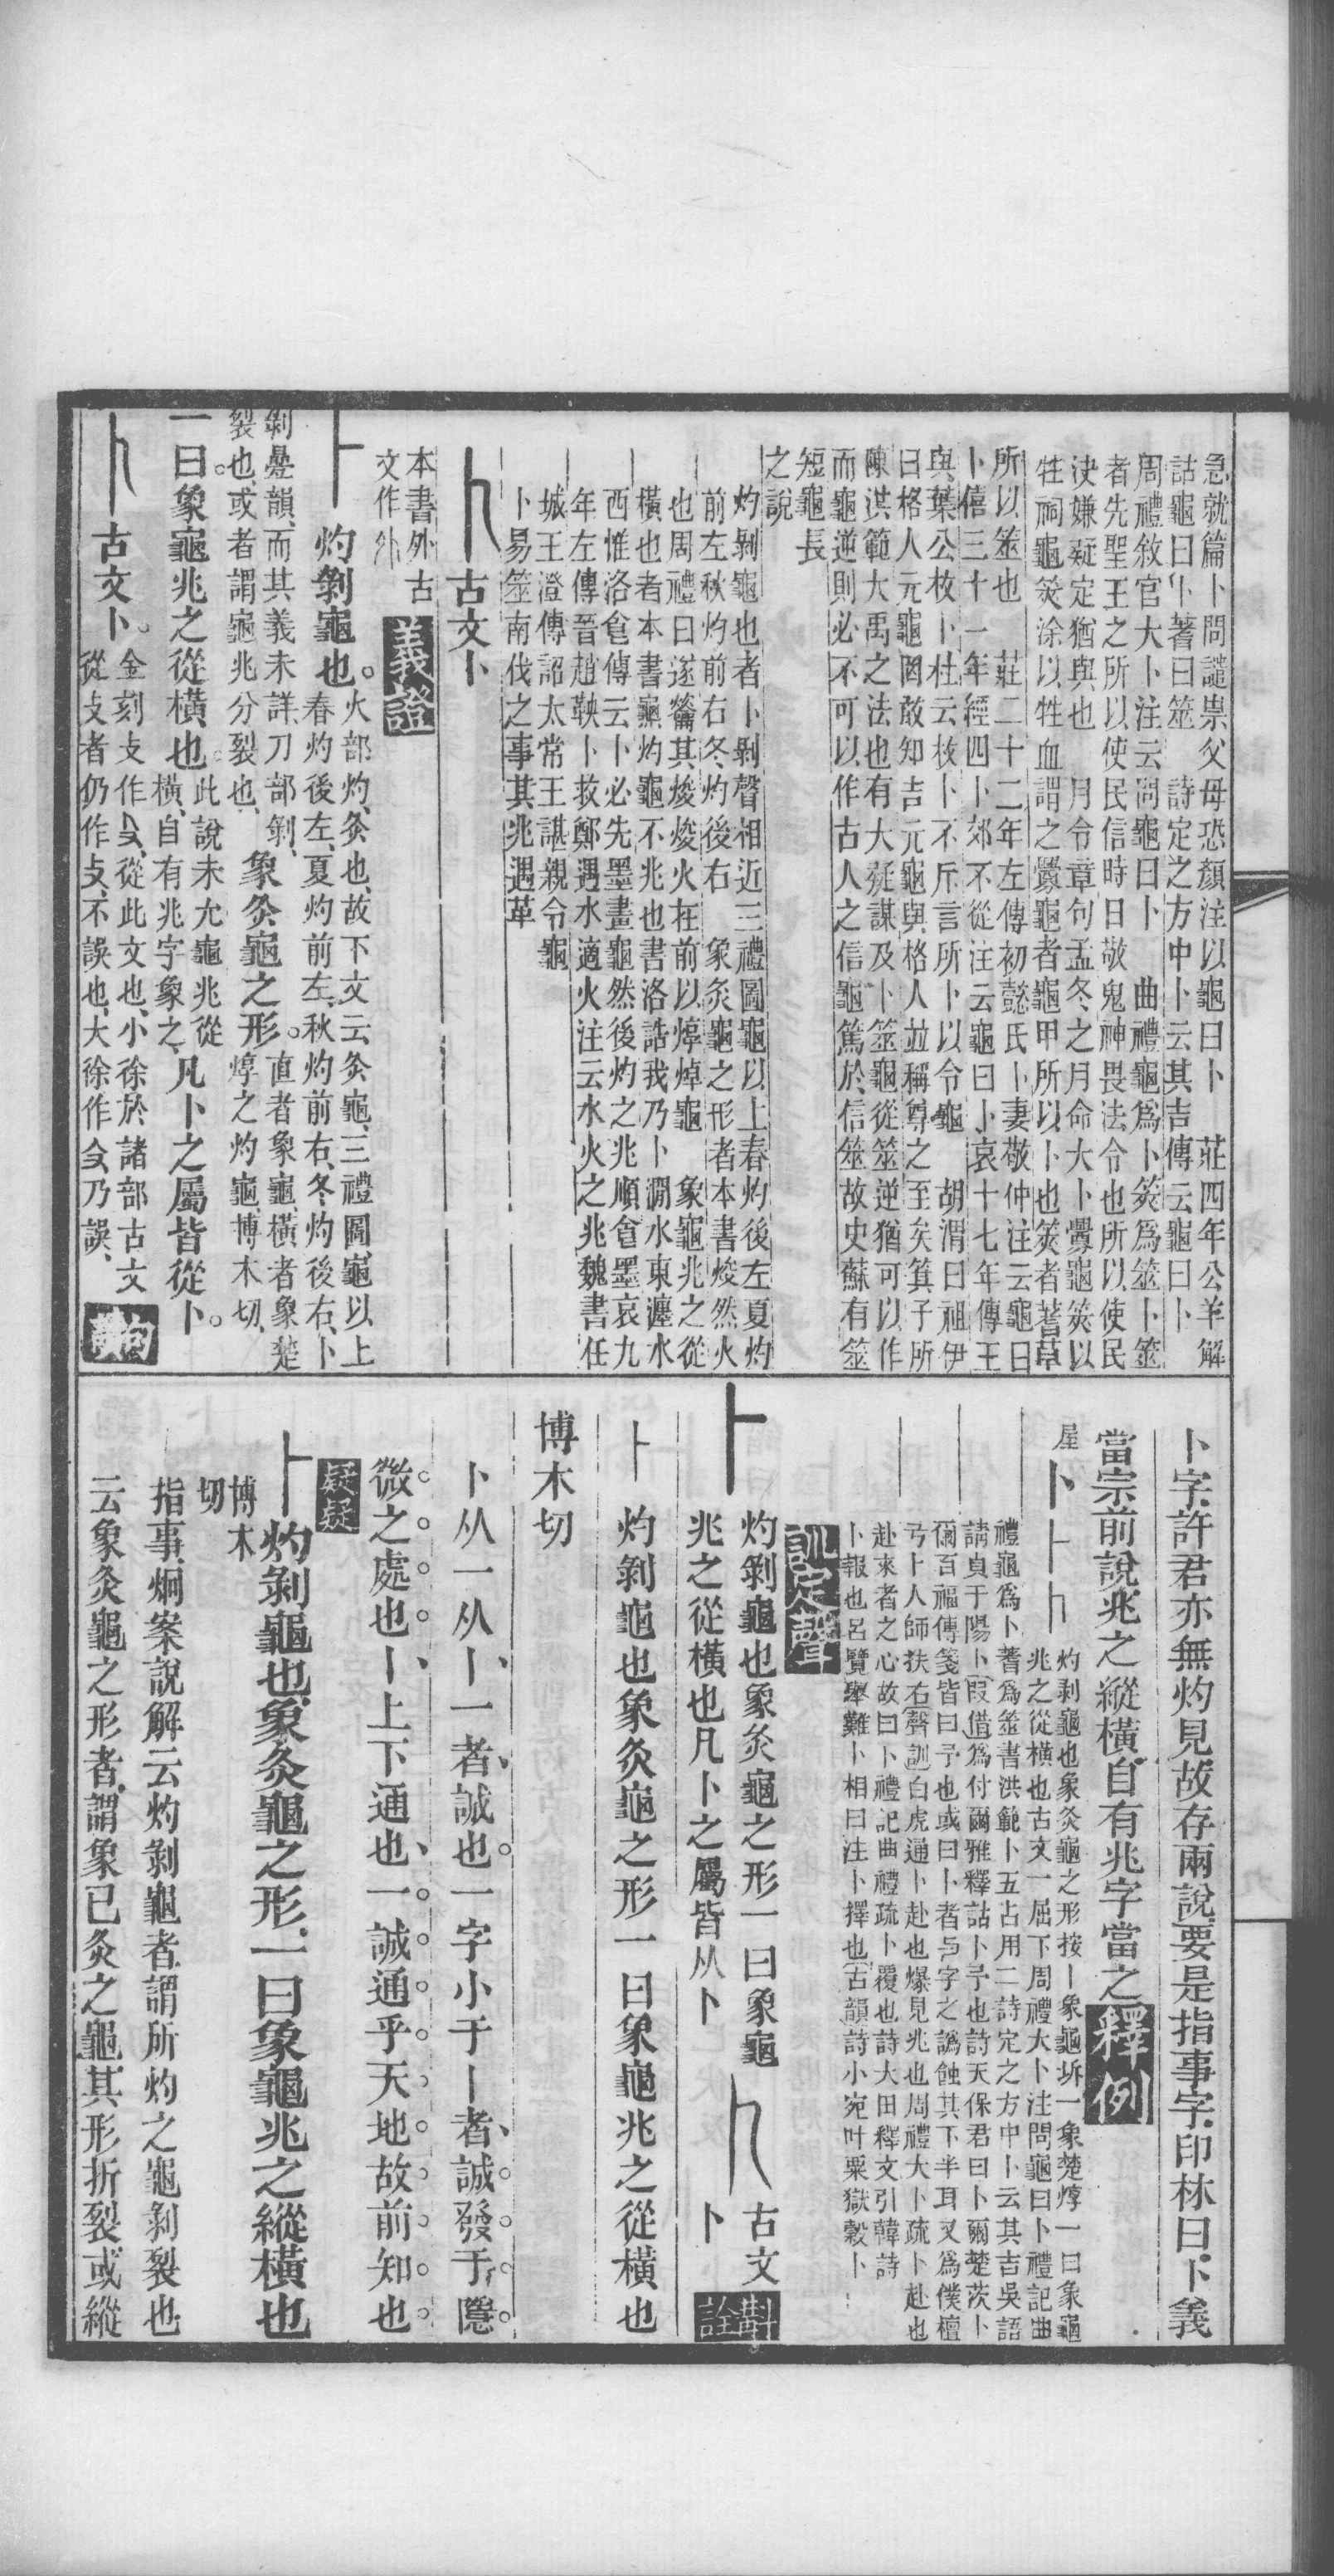 急就篇卜問譴祟父母恐顏注以龜曰卜　莊四年公羊解
詁龜曰卜蓍曰筮　詩定之方中卜云其吉傳云龜曰卜
周禮敘官大卜注云問龜曰卜　曲禮龜爲卜筴爲筮卜筮
者先聖王之所以使民信時日敬鬼神畏法令也所以使民
決嫌疑定猶與也　月令章句孟冬之月命大卜釁龜筴以
牲祠龜筴涂以牲血謂之釁龜者龜甲所以卜也筴者蓍草
所以筮也　莊二十二年左傳初懿氏卜妻敬仲注云龜曰
卜僖三十一年經四卜郊不從注云龜曰卜哀十七年傳王
與葉公枚卜杜云枚卜不斥言所卜以令龜　胡渭曰祖伊
曰格人元龜罔敢知吉元龜與格人並稱尊之至矣箕子所
陳洪範大禹之法也有大疑謀及卜筮龜從筮逆猶可以作
而龜逆則必不可以作古人之信龜篤於信筮故史蘇有筮
短龜長
之說
灼剝龜也者卜剝聲相近三禮圖龜以上春灼後左夏灼
前左秋灼前右冬灼後右　象灸龜之形者本書焌然火
也周禮曰遂籥其焌焌火在前以焞焯龜　象龜兆之從
橫也者本書龜灼龜不兆也書洛誥我乃卜澗水東瀍水
西惟洛食傳云卜必先墨畫龜然後灼之兆順食墨哀九
年左傳晉趙鞅卜救鄭遇水適火注云水火之兆魏書任
城王澄傳詔太常王諶親令龜
卜易筮南伐之事其兆遇革
卜古文卜
本書外古
文作外
義證
卜灼剝龜也。火部灼、灸也、故下文云灸龜、三禮圖、龜以上
春灼後左、夏灼前左、秋灼前右、冬灼後右、卜
剝疊韻、而其義未詳、刀部剝、
裂也、或者謂龜兆分裂也、象灸龜之形。直者象龜、橫者象楚
焞之灼龜、博木切、
一曰。象龜兆之從橫也。此說未允龜兆從
橫、自有兆字象之、凡卜之屬皆從卜。
卜古文卜。金刻攴作攴、從此文也、小徐於諸部古文
從攴者仍作攴、不誤也、大徐作攴、乃誤、
句讀
卜字、許君亦無灼見、故存兩說、要是指事字、印林曰、卜義
當宗前說、兆之縱橫、自有兆字當之釋例
屋
卜卜卜灼剥龜也象灸龜之形按丨象龜坼一象楚焞一曰象龜
兆之從橫也古文一屈下周禮大卜注問龜曰卜禮記曲
禮龜爲卜蓍爲筮書洪範卜五占用二詩定之方中卜云其吉吳語
請貞于陽卜叚借爲付爾雅釋詁卜予也詩天保君曰卜爾楚茨卜
爾百福傳箋皆曰予也或曰卜者与字之譌蝕其下半耳又爲僕檀
弓卜人師扶右聲訓白虎通卜赴也爆見兆也周禮大卜疏卜赴也
赴來者之心故曰卜禮記曲禮疏卜覆也詩大田釋文引韓詩
卜報也呂覽舉難卜相曰注卜擇也古韻詩小宛叶粟獄穀卜
訓定聲
卜灼剝龜也象灸龜之形一曰象龜
兆之從橫也凡卜之屬皆从卜
卜古文
卜
斠詮
卜灼剝龜也象灸龜之形一曰象龜兆之從橫也
博木切
卜从一从丨、一者、誠也。一字小于丨者、誠發于隱
微之處也、丨上下通也、一誠通乎天地故前知也
疑疑
卜灼剝龜也、象灸龜之形、一曰象龜兆之縱橫也
博木
切
指事、炯案說解云灼剝龜者、謂所灼之龜剝裂也、
云象灸龜之形者、謂象已灸之龜、其形折裂、或縱